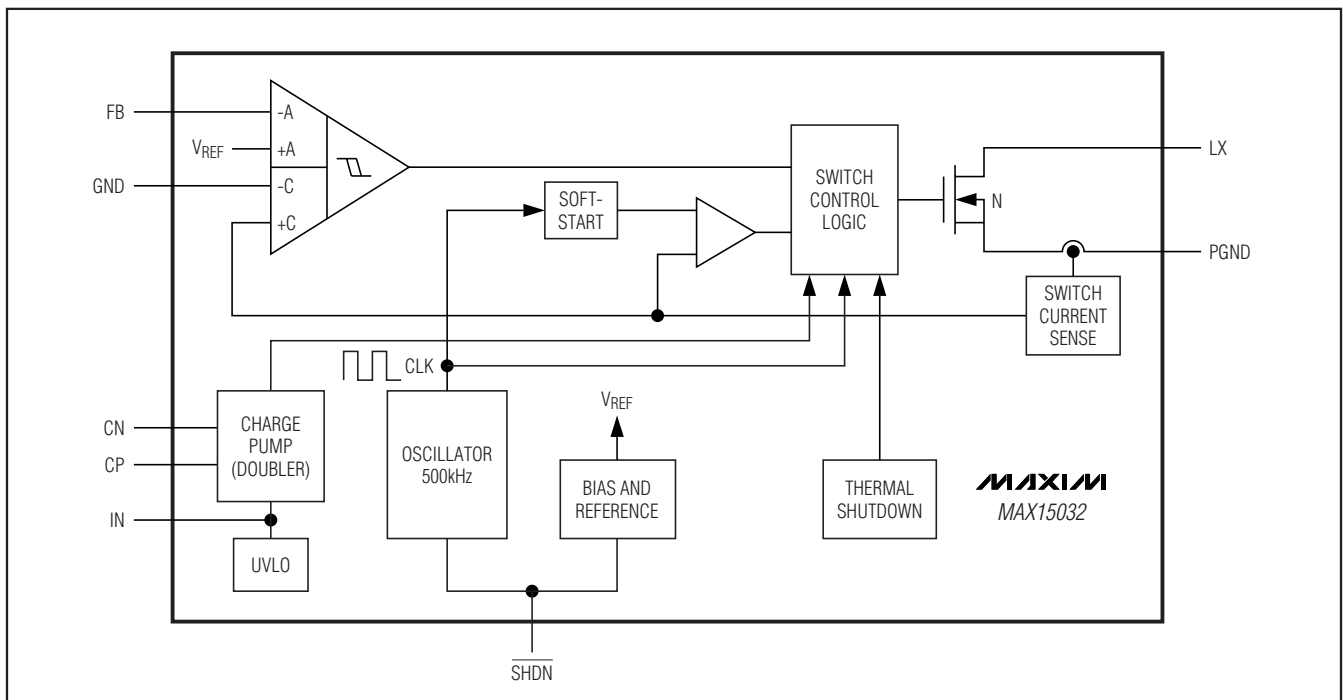 FB
-A
VREF
+A
GND
-C
+C
SOFT-
START
SWITCH
CONTROL
LOGIC
N
LX
PGND
SWITCH
CURRENT
SENSE
CLK
CN
CP
IN
CHARGE
PUMP
(DOUBLER)
UVLO
OSCILLATOR
500kHz
VREF
BIAS AND
REFERENCE
THERMAL
SHUTDOWN
MAXIM
MAX15032
SHDN